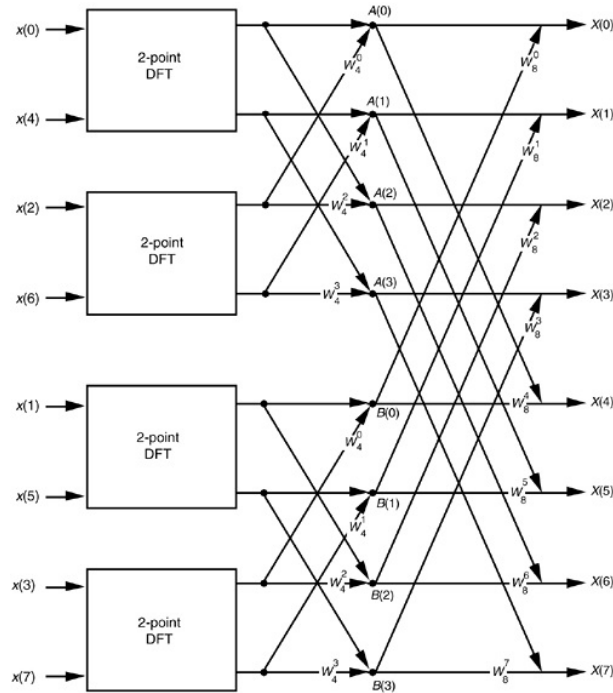 x(0)
2-point
DFT
A(0)
X(0)
W₄⁰
W₈⁰
x(4)
A(1)
X(1)
W₄¹
W₈¹
x(2)
2-point
DFT
W₄²
A(2)
X(2)
W₈²
x(6)
W₄³
A(3)
X(3)
W₈³
x(1)
2-point
DFT
B(0)
W₈⁴
X(4)
W₄⁰
x(5)
B(1)
W₈⁵
X(5)
W₄¹
x(3)
2-point
DFT
W₄²
B(2)
W₈⁶
X(6)
x(7)
W₄³
B(3)
W₈⁷
X(7)